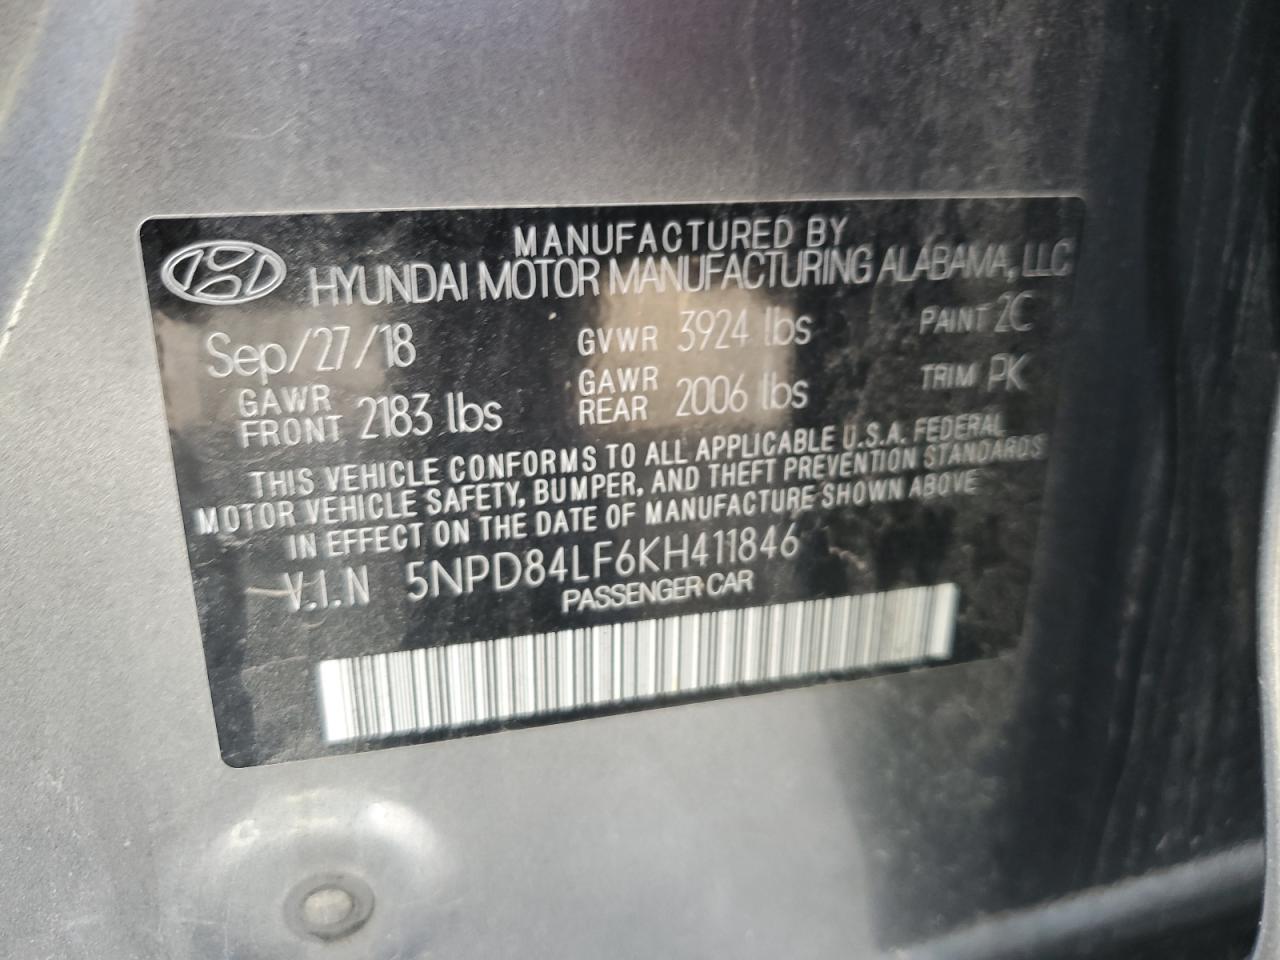 MANUFACTURED BY
HYUNDAI MOTOR MANUFACTURING ALABAMA, LLC
Sep/27/18 GVWR 3924 lbs PAINT 2C
GAWR FRONT 2183 lbs GAWR REAR 2006 lbs TRIM PK
THIS VEHICLE CONFORMS TO ALL APPLICABLE U.S.A. FEDERAL
MOTOR VEHICLE SAFETY, BUMPER, AND THEFT PREVENTION STANDARDS
IN EFFECT ON THE DATE OF MANUFACTURE SHOWN ABOVE
V.I.N 5NPD84LF6KH411846
PASSENGER CAR